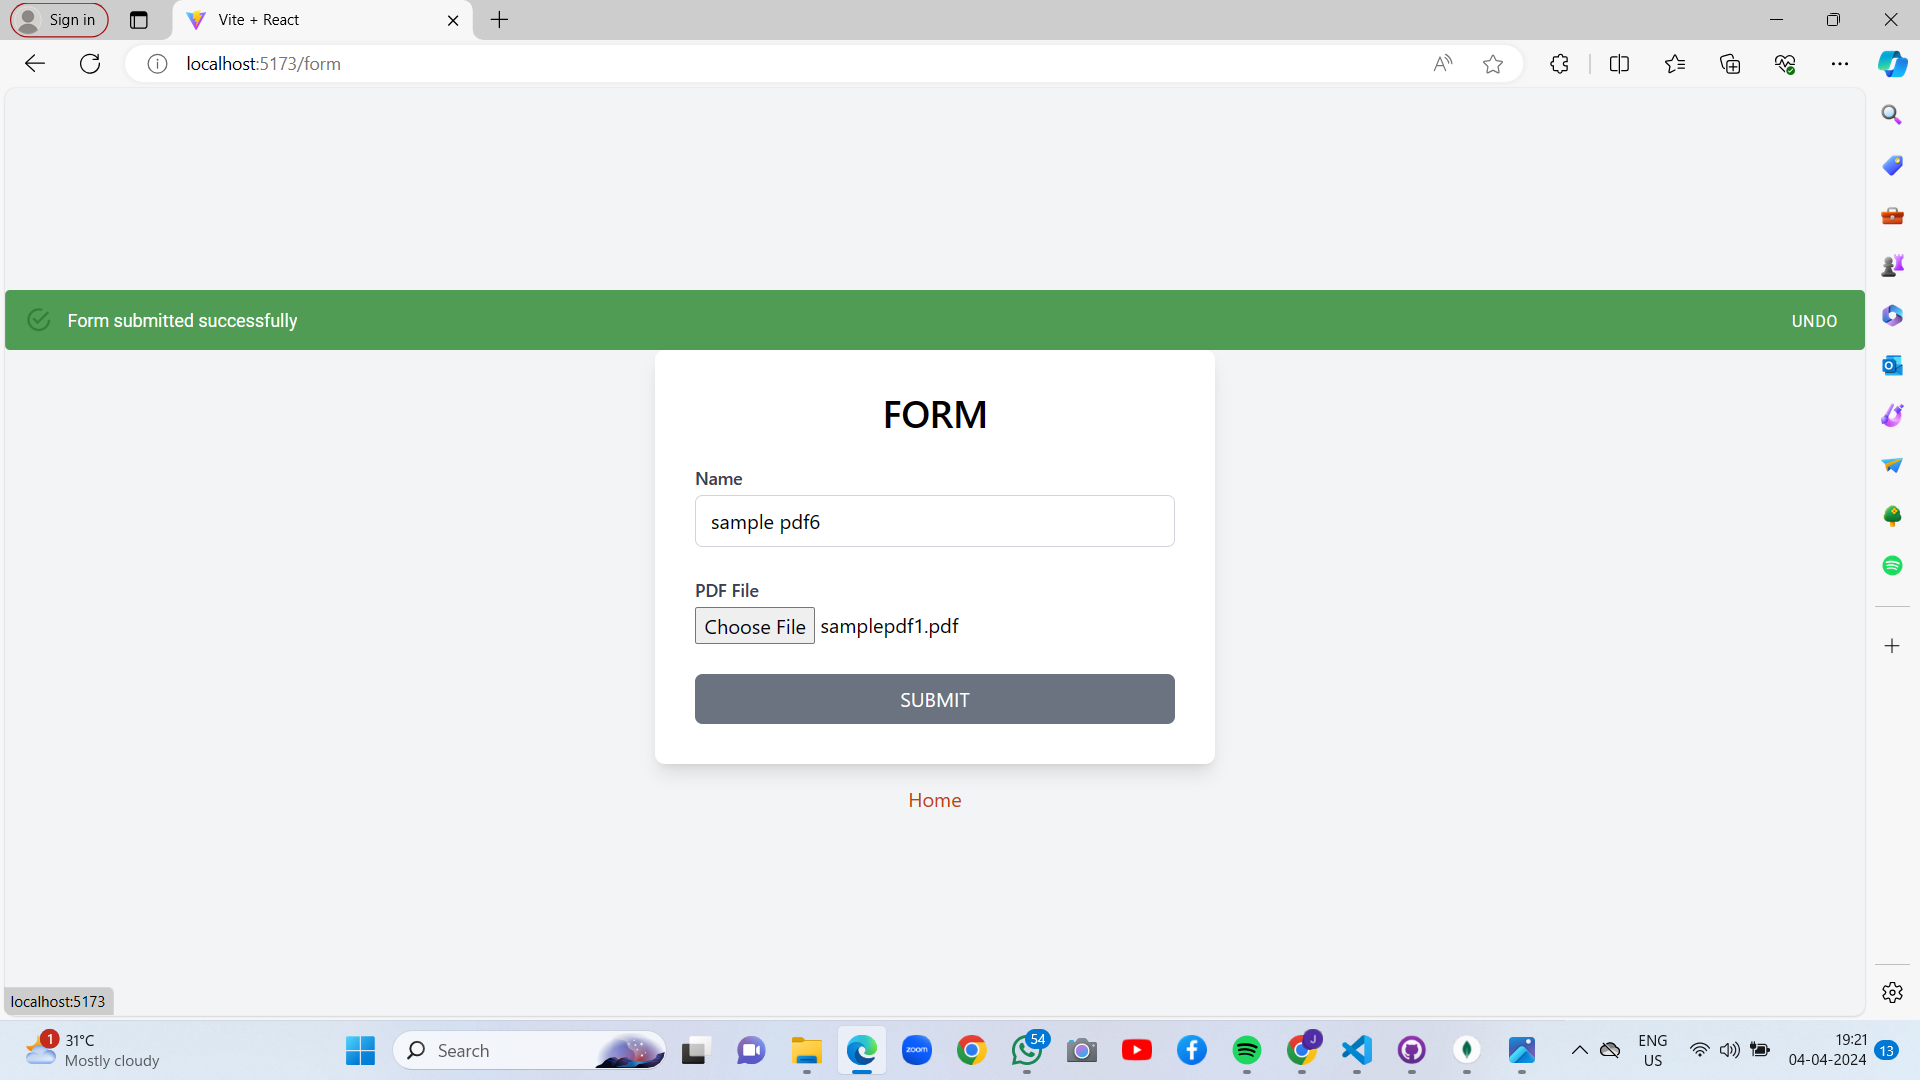 Sign in
Vite + React
localhost:5173/form
Form submitted successfully
UNDO
FORM
Name
sample pdf6
PDF File
Choose File samplepdf1.pdf
SUBMIT
Home
localhost:5173
1
31°C
Mostly cloudy
Search
zoom
54
J
ENG
US
19:21
04-04-2024
13